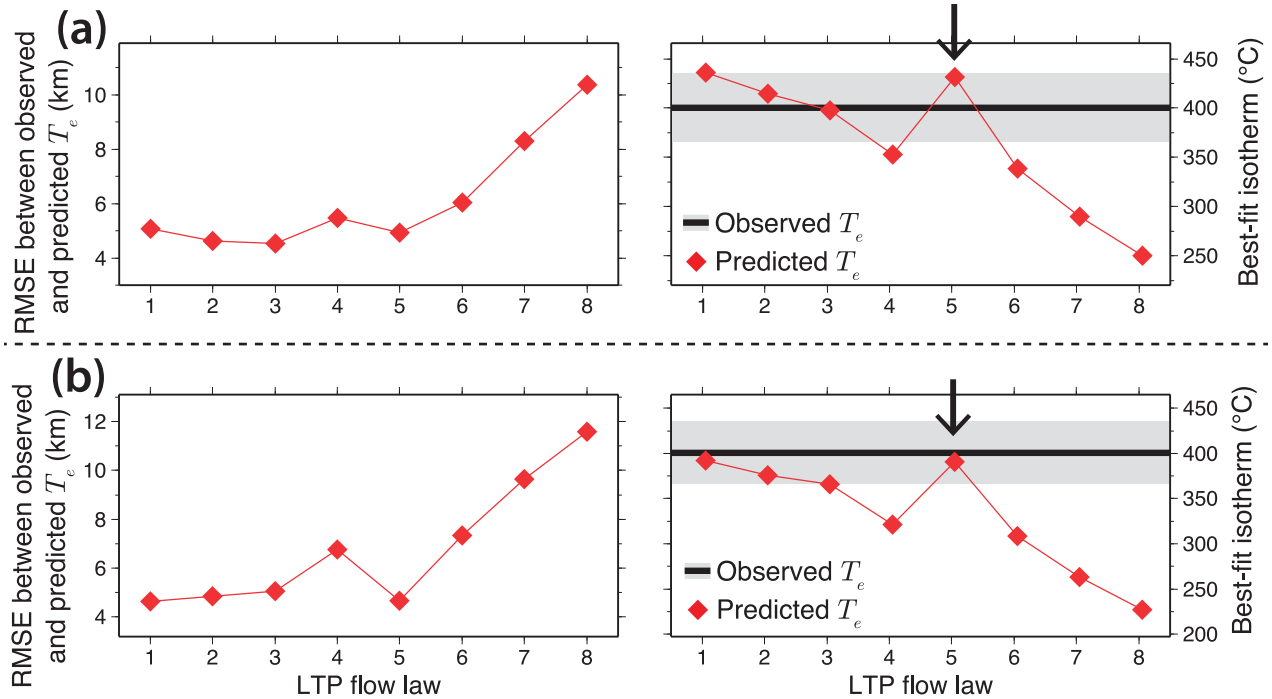 (a)
RMSE between observed
and predicted Te (km)
10
8
6
4
1 2 3 4 5 6 7 8
450
400
350
300
250
Best-fit isotherm (°C)
Observed Te
Predicted Te
1 2 3 4 5 6 7 8
(b)
RMSE between observed
and predicted Te (km)
12
10
8
6
4
1 2 3 4 5 6 7 8
LTP flow law
450
400
350
300
250
200
Best-fit isotherm (°C)
Observed Te
Predicted Te
1 2 3 4 5 6 7 8
LTP flow law